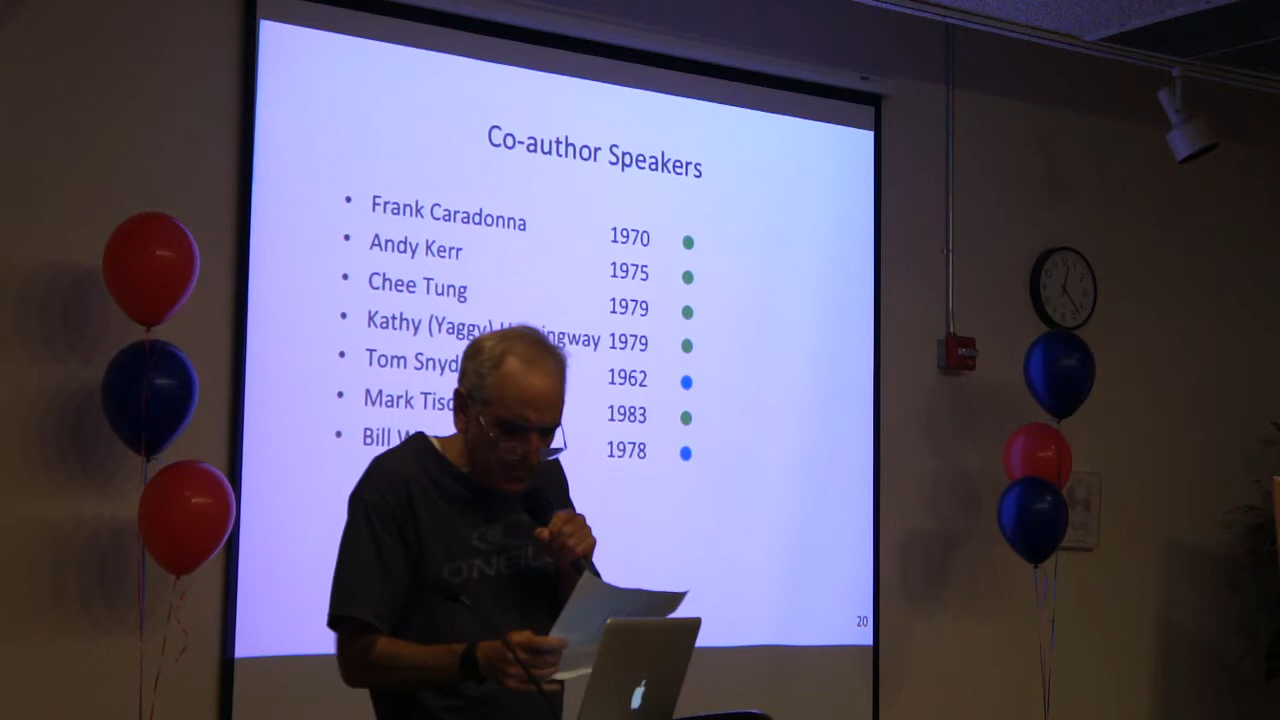 Co-author Speakers
• Frank Caradonna 1970
• Andy Kerr 1975
• Chee Tung 1979
• Kathy (Yaggy) 1979
• Tom 1962
• Mark 1983
• Bill 1978
O'NEILL
20